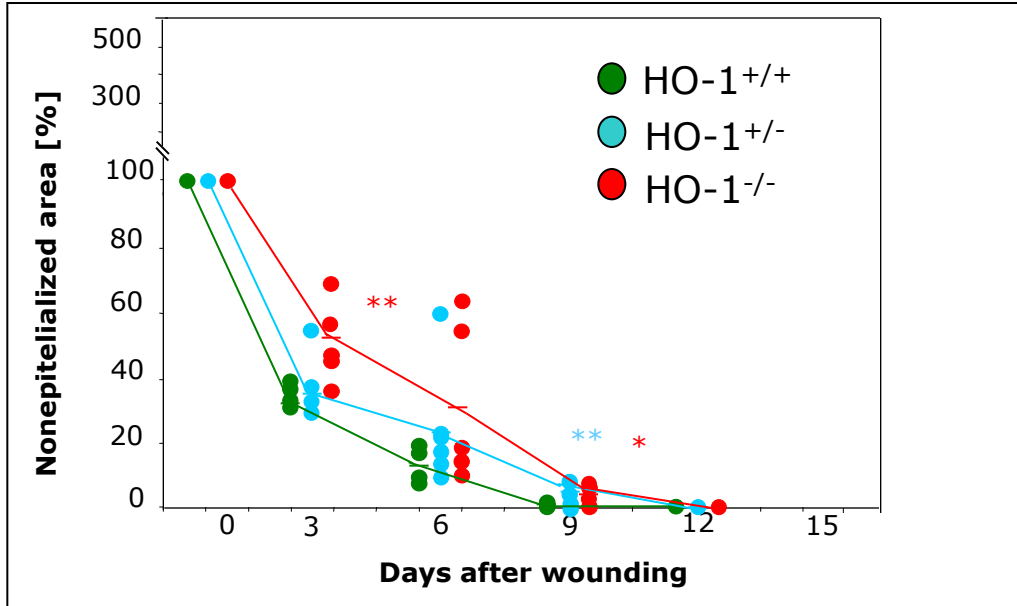 500
300
100
80
60
40
20
0
Nonepitelialized area [%]
HO-1+/+
HO-1+/-
HO-1-/-
**
**
*
0 3 6 9 12 15
Days after wounding